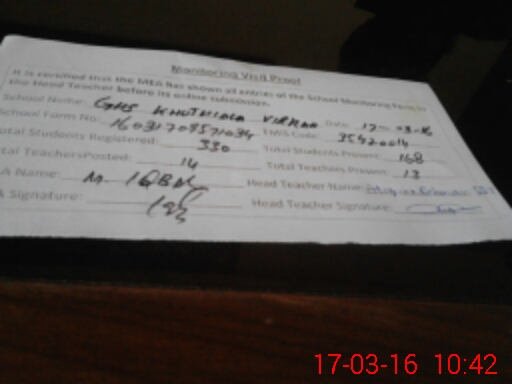 Monitoring Visit Proof
It is certified that the MEA has shown all entries of the School Monitoring Form to
the Head Teacher before its online submission.
School Name: GHS VIRKAN Date: 17-03-16
School Form No: EMIS Code: 35420014
Total Students Registered: 330 Total Students Present: 168
Total Teachers Posted: 14 Total Teachers Present: 13
A Name: M. IQBAL Head Teacher Name:
& Signature: Head Teacher Signature:
17-03-16 10:42